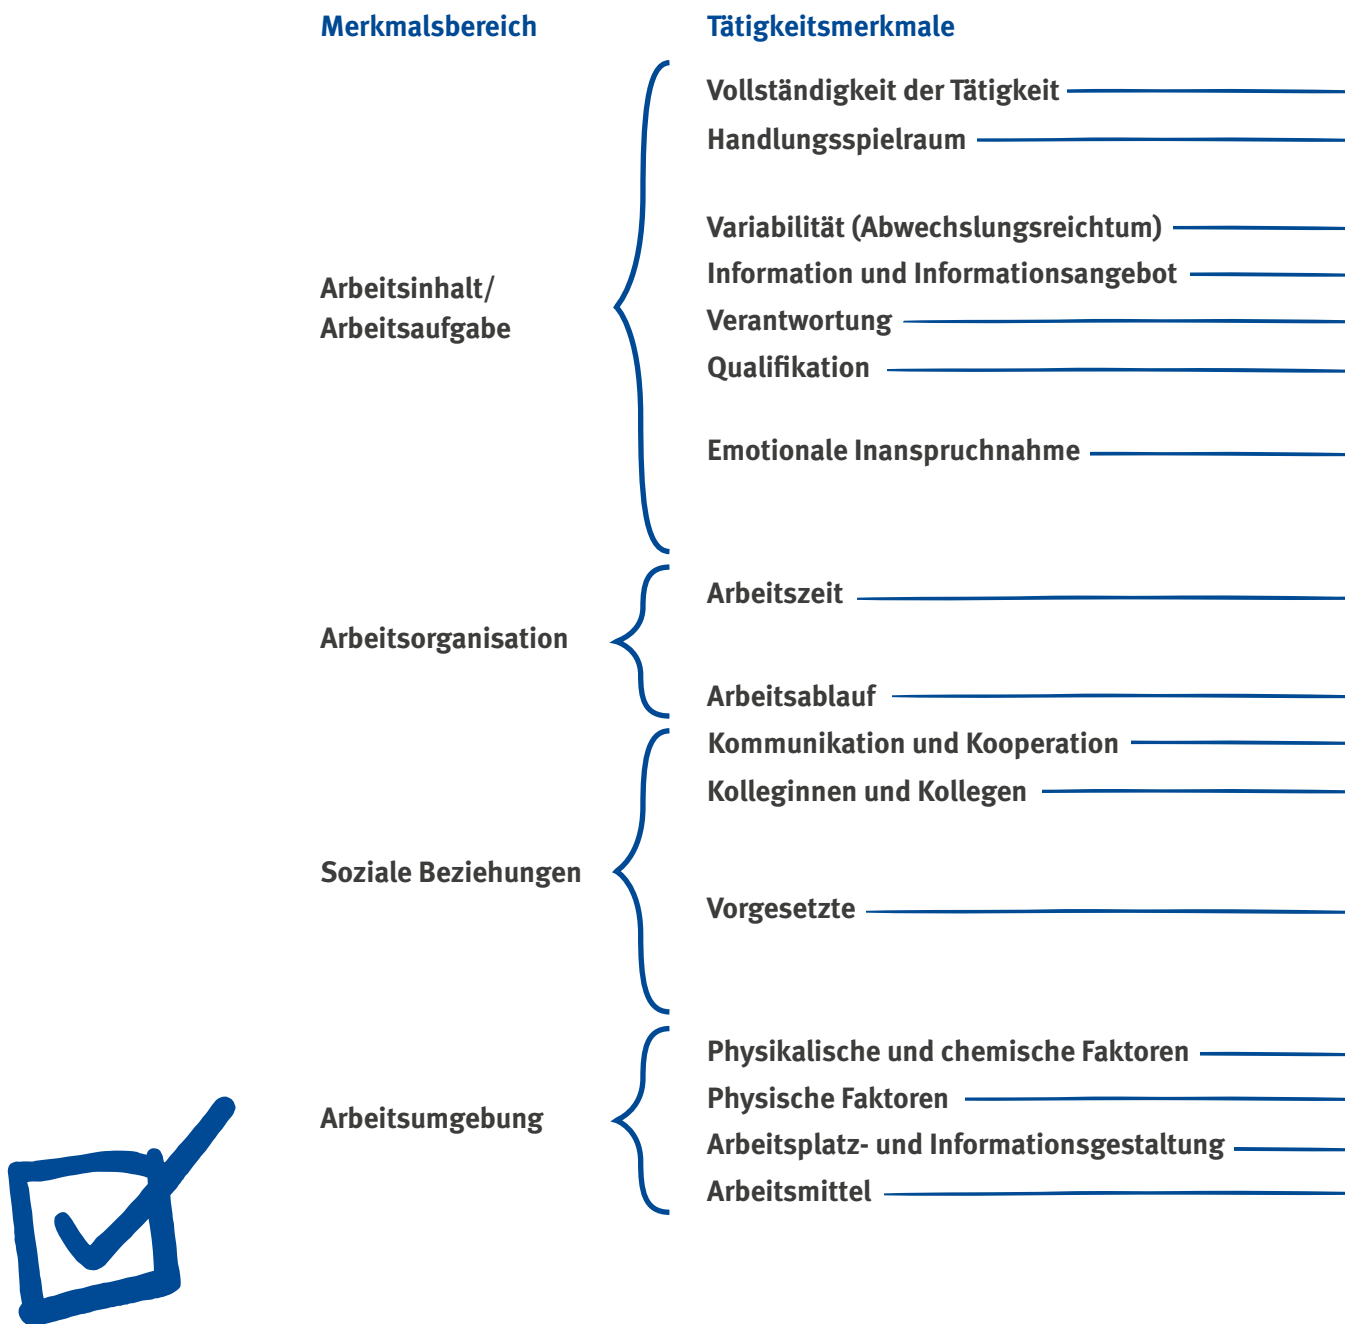 Merkmalsbereich
Tätigkeitsmerkmale
Arbeitsinhalt/
Arbeitsaufgabe
Vollständigkeit der Tätigkeit
Handlungsspielraum
Variabilität (Abwechslungsreichtum)
Information und Informationsangebot
Verantwortung
Qualifikation
Emotionale Inanspruchnahme
Arbeitsorganisation
Arbeitszeit
Arbeitsablauf
Soziale Beziehungen
Kommunikation und Kooperation
Kolleginnen und Kollegen
Vorgesetzte
Arbeitsumgebung
Physikalische und chemische Faktoren
Physische Faktoren
Arbeitsplatz- und Informationsgestaltung
Arbeitsmittel